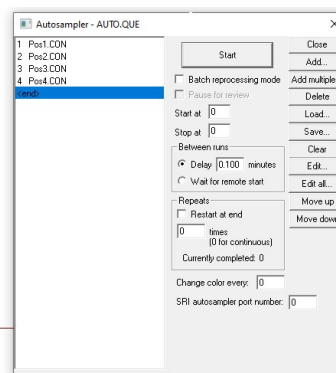 Autosampler - AUTO.QUE
1 Pos1.CON
2 Pos2.CON
3 Pos3.CON
4 Pos4.CON
<end>
Start
Batch reprocessing mode
Pause for review
Start at 0
Stop at 0
Between runs
Delay 0.100 minutes
Wait for remote start
Repeats
Restart at end
0 times
(0 for continuous)
Currently completed: 0
Change color every: 0
SRI autosampler port number: 0
Close
Add...
Add multiple
Delete
Load...
Save...
Clear
Edit...
Edit all...
Move up
Move down